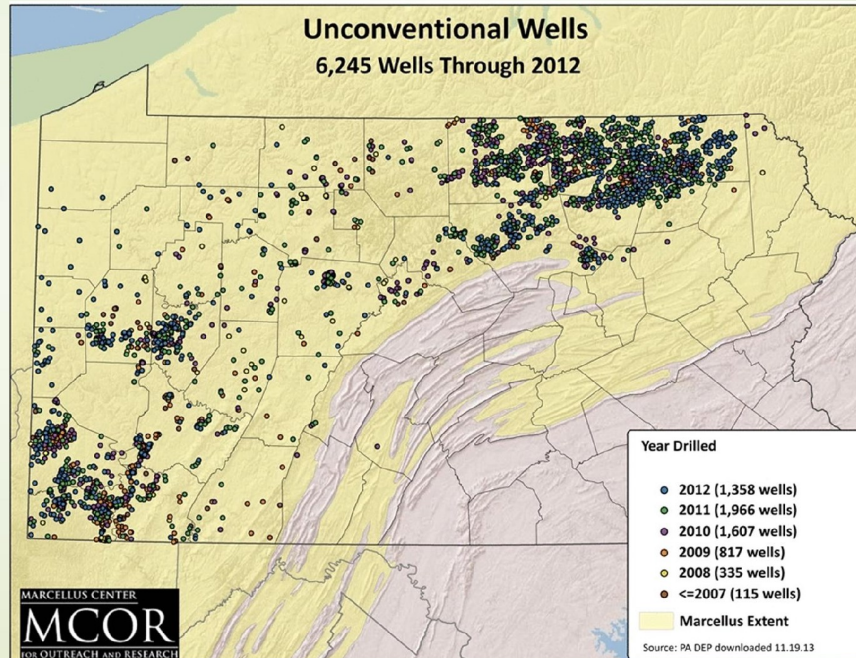 Unconventional Wells
6,245 Wells Through 2012
Year Drilled
2012 (1,358 wells)
2011 (1,966 wells)
2010 (1,607 wells)
2009 (817 wells)
2008 (335 wells)
<=2007 (115 wells)
Marcellus Extent
Source: PA DEP downloaded 11.19.13
MARCELLUS CENTER
MCOR
FOR OUTREACH AND RESEARCH